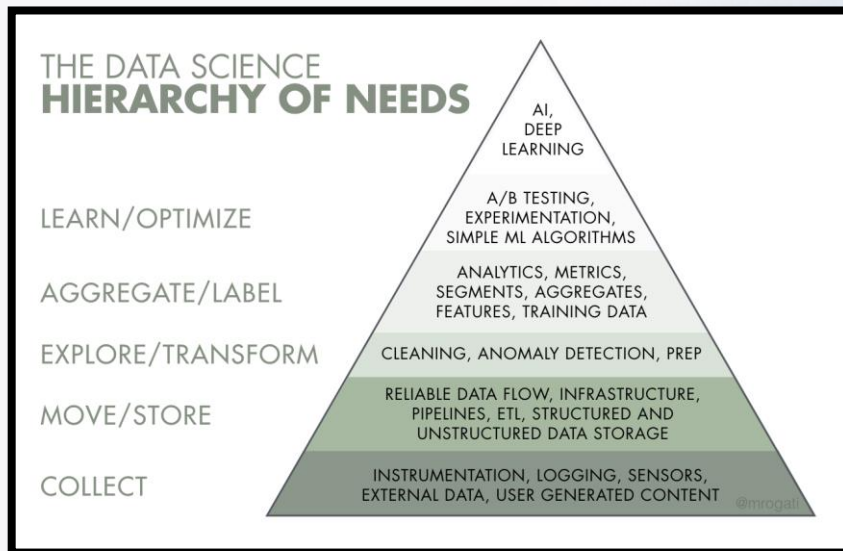 THE DATA SCIENCE
HIERARCHY OF NEEDS
AI,
DEEP
LEARNING
LEARN/OPTIMIZE
A/B TESTING,
EXPERIMENTATION,
SIMPLE ML ALGORITHMS
AGGREGATE/LABEL
ANALYTICS, METRICS,
SEGMENTS, AGGREGATES,
FEATURES, TRAINING DATA
EXPLORE/TRANSFORM
CLEANING, ANOMALY DETECTION, PREP
MOVE/STORE
RELIABLE DATA FLOW, INFRASTRUCTURE,
PIPELINES, ETL, STRUCTURED AND
UNSTRUCTURED DATA STORAGE
COLLECT
INSTRUMENTATION, LOGGING, SENSORS,
EXTERNAL DATA, USER GENERATED CONTENT
@mrogati